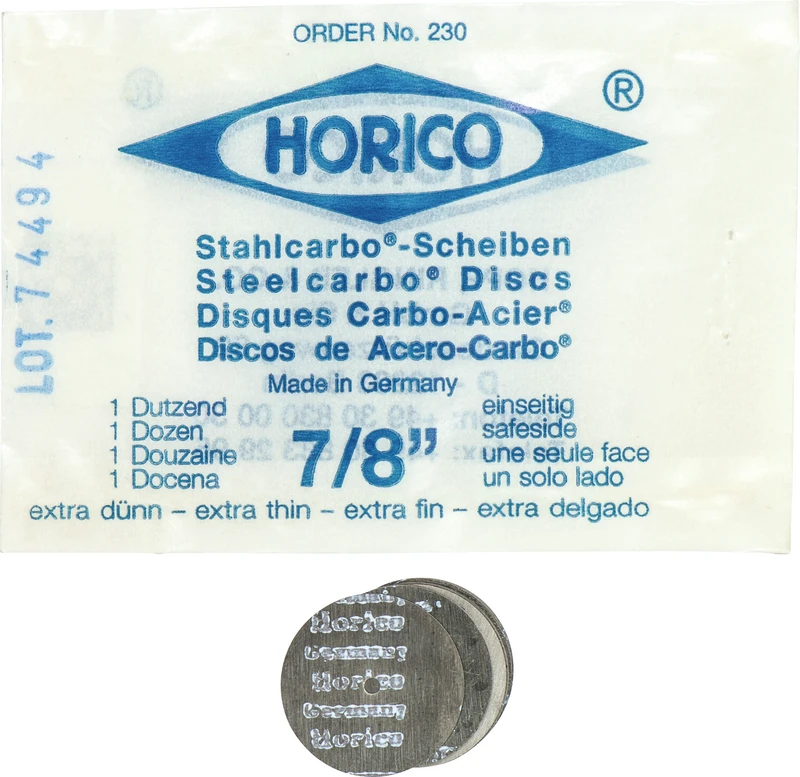 ORDER No. 230
HORICO ®
LOT. 74494
Stahlcarbo®-Scheiben
Steelcarbo® Discs
Disques Carbo-Acier®
Discos de Acero-Carbo®
Made in Germany
1 Dutzend
1 Dozen
1 Douzaine
1 Docena
7/8”
einseitig
safeside
une seule face
un solo lado
extra dünn – extra thin – extra fin – extra delgado
Horico
Germany
Horico
Germany
Horico